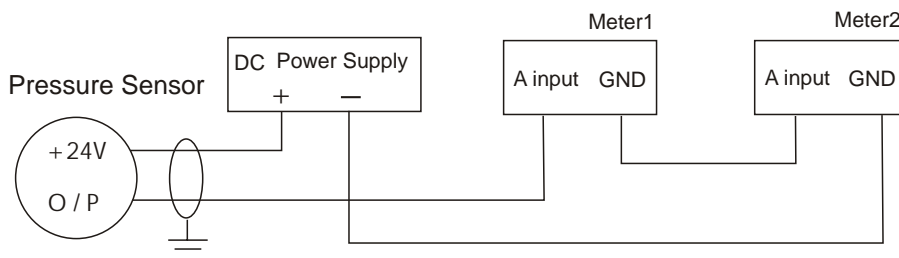 Meter1
Meter2
DC Power Supply
+ −
A input GND
A input GND
Pressure Sensor
+24V
O / P